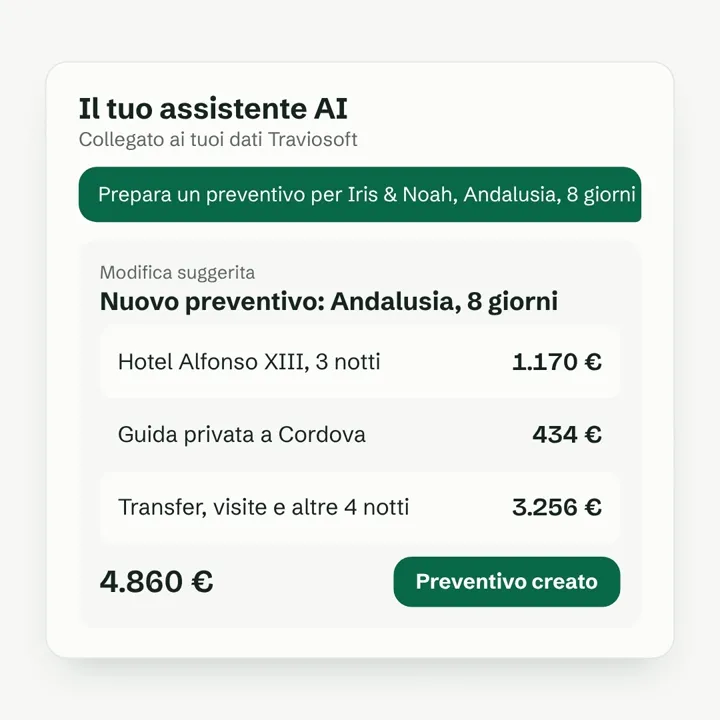 Il tuo assistente AI
Collegato ai tuoi dati Traviosoft
Prepara un preventivo per Iris & Noah, Andalusia, 8 giorni
Modifica suggerita
Nuovo preventivo: Andalusia, 8 giorni
Hotel Alfonso XIII, 3 notti 1.170 €
Guida privata a Cordova 434 €
Transfer, visite e altre 4 notti 3.256 €
4.860 € Preventivo creato